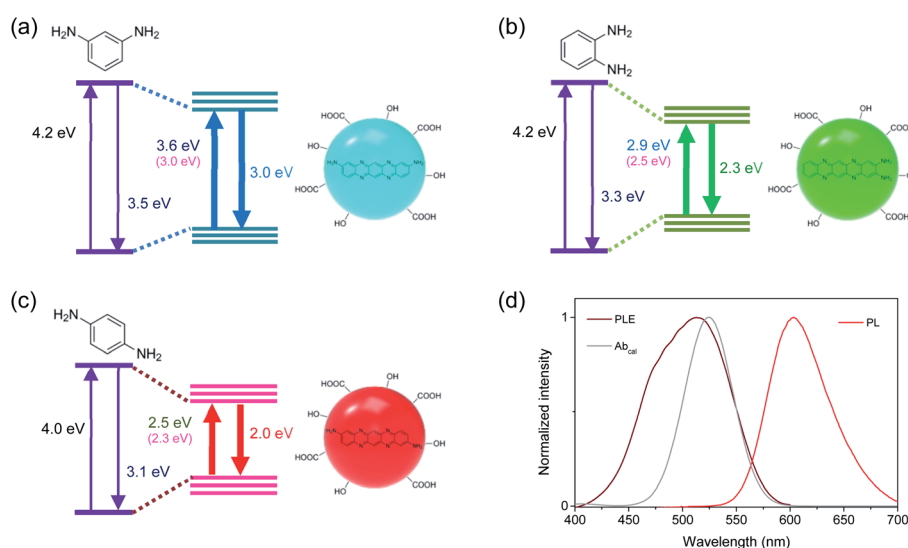 (a)
H₂N
NH₂
4.2 eV
3.5 eV
3.6 eV
(3.0 eV)
3.0 eV
OH
HOOC
COOH
HO
H₂N
N
N
N
N
NH₂
OH
HOOC
COOH
HO
(b)
NH₂
NH₂
4.2 eV
3.3 eV
2.9 eV
(2.5 eV)
2.3 eV
OH
HOOC
COOH
HO
N
N
N
N
NH₂
NH₂
HOOC
COOH
HO
(c)
H₂N
NH₂
4.0 eV
3.1 eV
2.5 eV
(2.3 eV)
2.0 eV
OH
HOOC
COOH
HO
H₂N
N
N
N
N
NH₂
OH
HOOC
COOH
HO
(d)
PLE
Ab_cal
PL
Normalized intensity
1
0
400 450 500 550 600 650 700
Wavelength (nm)